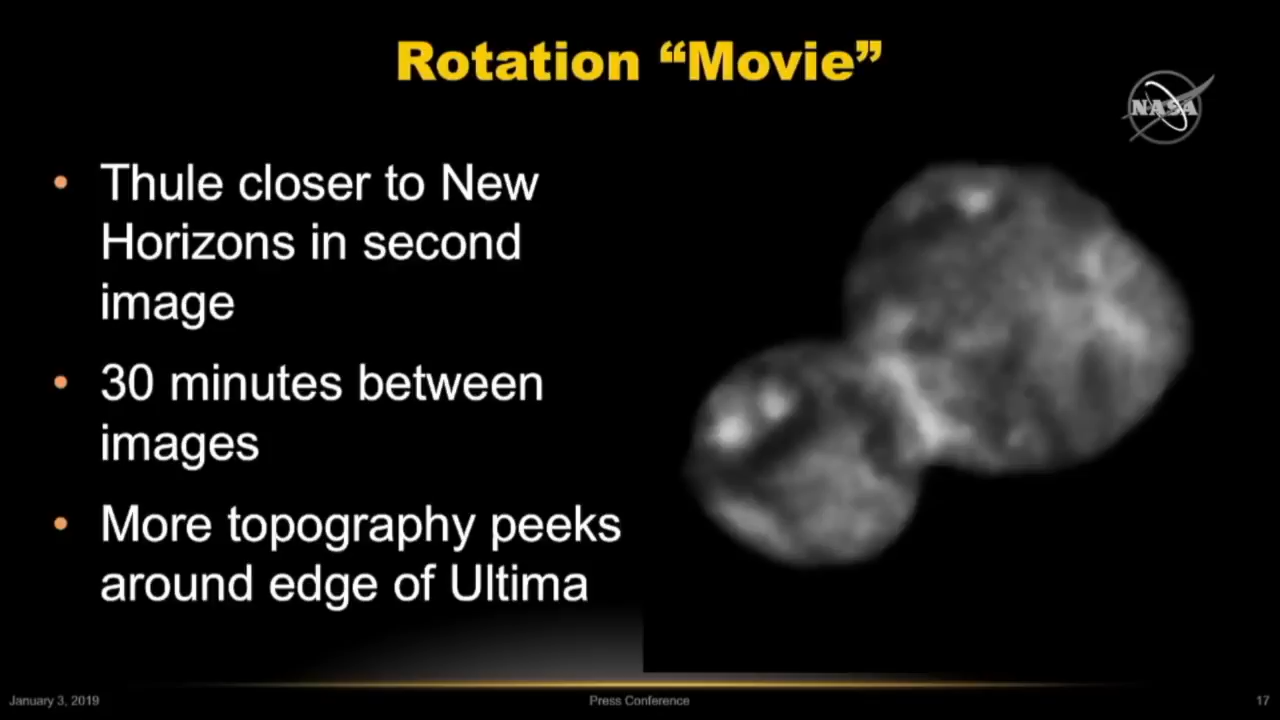 Rotation “Movie”
NASA
• Thule closer to New
Horizons in second
image
• 30 minutes between
images
• More topography peeks
around edge of Ultima
January 3, 2019
Press Conference
17